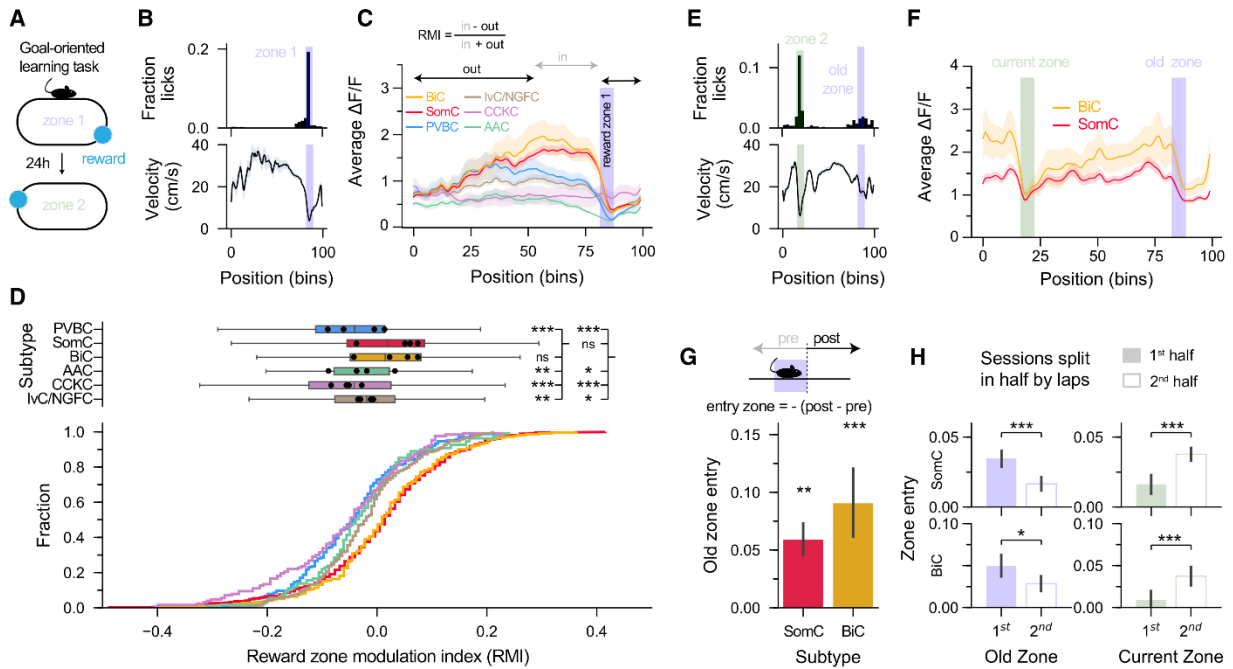 A
Goal-oriented
learning task
zone 1
24h
reward
zone 2
B
zone 1
0.2
0.0
Fraction
licks
40
20
0
Velocity
(cm/s)
0
100
Position (bins)
C
RMI = in - out
in + out
out
in
BiC
SomC
PVBC
IvC/NGFC
CCKC
AAC
reward zone 1
4
3
2
1
0
Average ΔF/F
0
25
50
75
100
Position (bins)
E
zone 2
old
zone
0.1
0.0
Fraction
licks
40
20
0
Velocity
(cm/s)
0
100
Position (bins)
F
current zone
old zone
BiC
SomC
4
3
2
1
0
Average ΔF/F
0
25
50
75
100
Position (bins)
D
Subtype
PVBC
SomC
BiC
AAC
CCKC
IvC/NGFC
*** ***
ns
ns
** *
*** ***
** *
1.0
0.8
0.6
0.4
0.2
0.0
Fraction
−0.4
−0.2
0.0
0.2
0.4
Reward zone modulation index (RMI)
G
pre
post
entry zone = - (post - pre)
0.15
0.10
0.05
0.00
Old zone entry
**
***
SomC
BiC
Subtype
H
Sessions split
in half by laps
1st half
2nd half
Zone entry
SomC
0.05
0.00
***
0.05
0.00
***
BiC
0.10
0.05
0.00
*
0.10
0.05
0.00
***
1st
2nd
1st
2nd
Old Zone
Current Zone